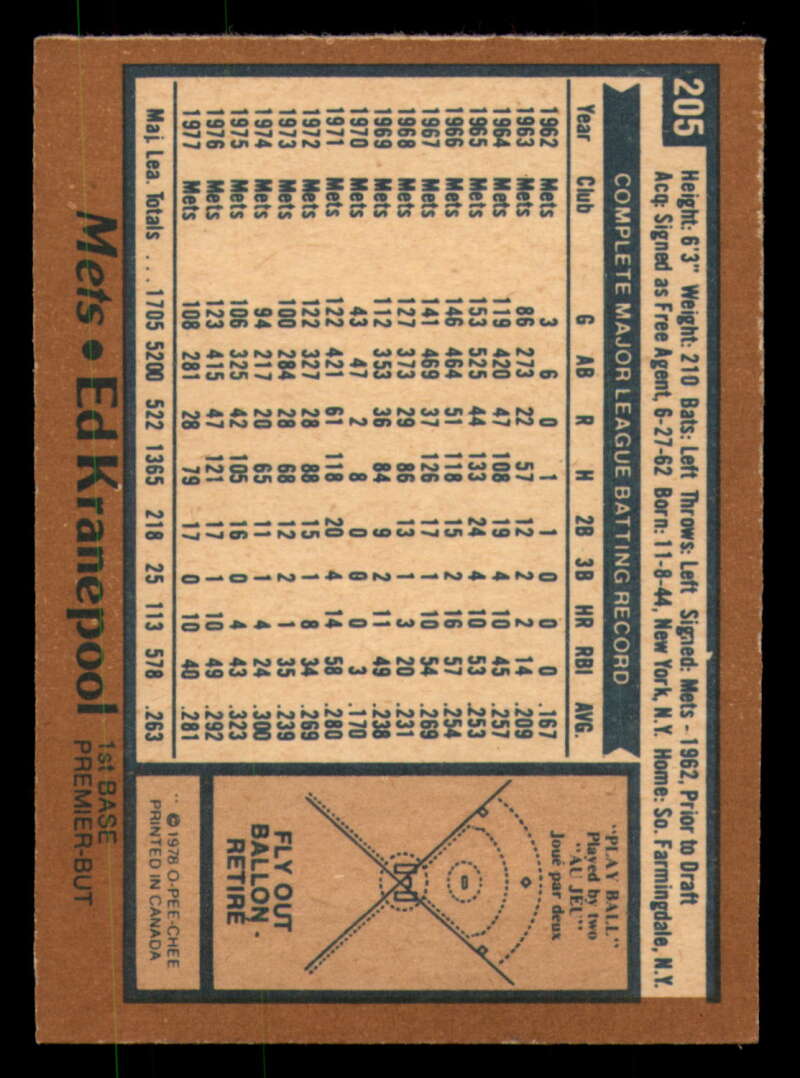 205
Height: 6'3" Weight: 210 Bats: Left Throws: Left Signed: Mets - 1962, Prior to Draft
Acq: Signed as Free Agent, 6-27-62 Born: 11-8-44, New York, N.Y. Home: So. Farmingdale, N.Y.
COMPLETE MAJOR LEAGUE BATTING RECORD
Year Club G AB R H 2B 3B HR RBI AVG.
1962 Mets 3 6 0 1 1 0 0 0 .167
1963 Mets 86 273 22 57 12 2 2 14 .209
1964 Mets 119 420 47 108 19 4 10 45 .257
1965 Mets 153 525 44 133 24 4 10 53 .253
1966 Mets 146 464 51 118 15 2 16 57 .254
1967 Mets 141 469 37 126 17 1 10 54 .269
1968 Mets 127 373 29 86 13 1 3 20 .231
1969 Mets 112 353 36 84 9 2 11 49 .238
1970 Mets 43 47 2 8 0 0 0 3 .170
1971 Mets 122 421 61 118 20 4 14 58 .280
1972 Mets 122 327 28 88 15 1 8 34 .269
1973 Mets 100 284 28 68 12 2 1 35 .239
1974 Mets 94 217 20 65 11 1 4 24 .300
1975 Mets 106 325 42 105 16 0 4 43 .323
1976 Mets 123 415 47 121 17 1 10 49 .292
1977 Mets 108 281 28 79 17 0 10 40 .281
Maj. Lea. Totals ... 1705 5200 522 1365 218 25 113 578 .263
"PLAY BALL"
Played by two
"AU JEU"
Joué par deux
FLY OUT
BALLON -
RETIRÉ
©1978 O-PEE-CHEE
PRINTED IN CANADA
Mets • Ed Kranepool
1st BASE
PREMIER-BUT